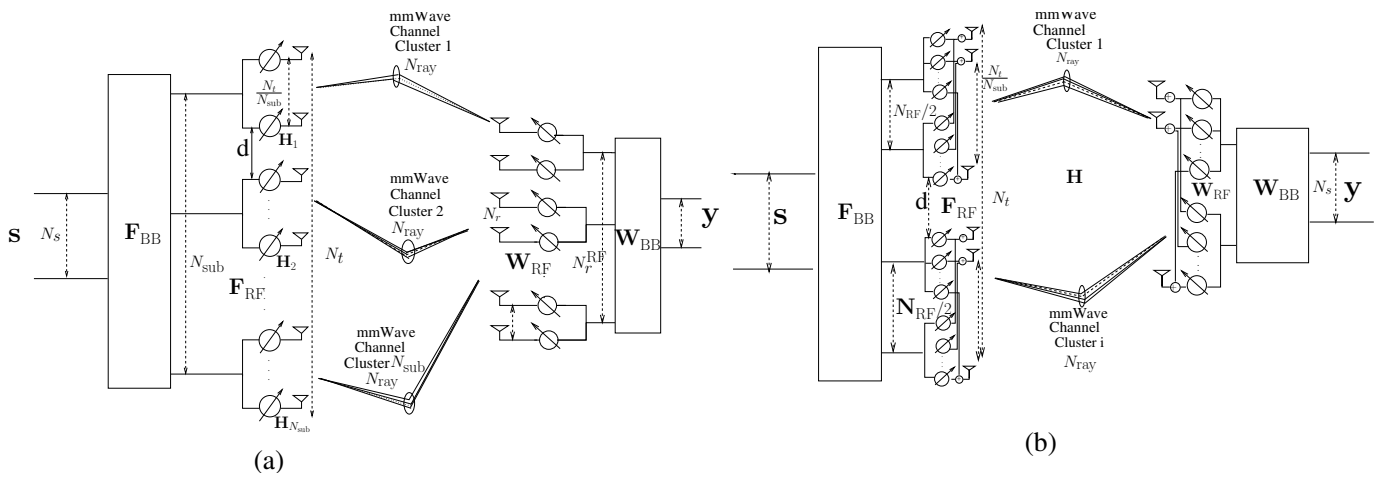 mmWave
Channel
Cluster 1
N_ray
N_t/N_sub
H_1
d
s
N_s
F_BB
N_sub
F_RF
H_2
N_t
mmWave
Channel
Cluster 2
N_ray
N_r
W_RF
N_r^RF
W_BB
y
mmWave
Channel
Cluster N_sub
N_ray
H_{N_sub}
(a)
mmWave
Channel
Cluster 1
N_ray
N_t/N_sub
N_RF/2
s
F_BB
d
F_RF
N_t
H
W_RF
W_BB
N_s
y
N_RF/2
mmWave
Channel
Cluster i
N_ray
(b)